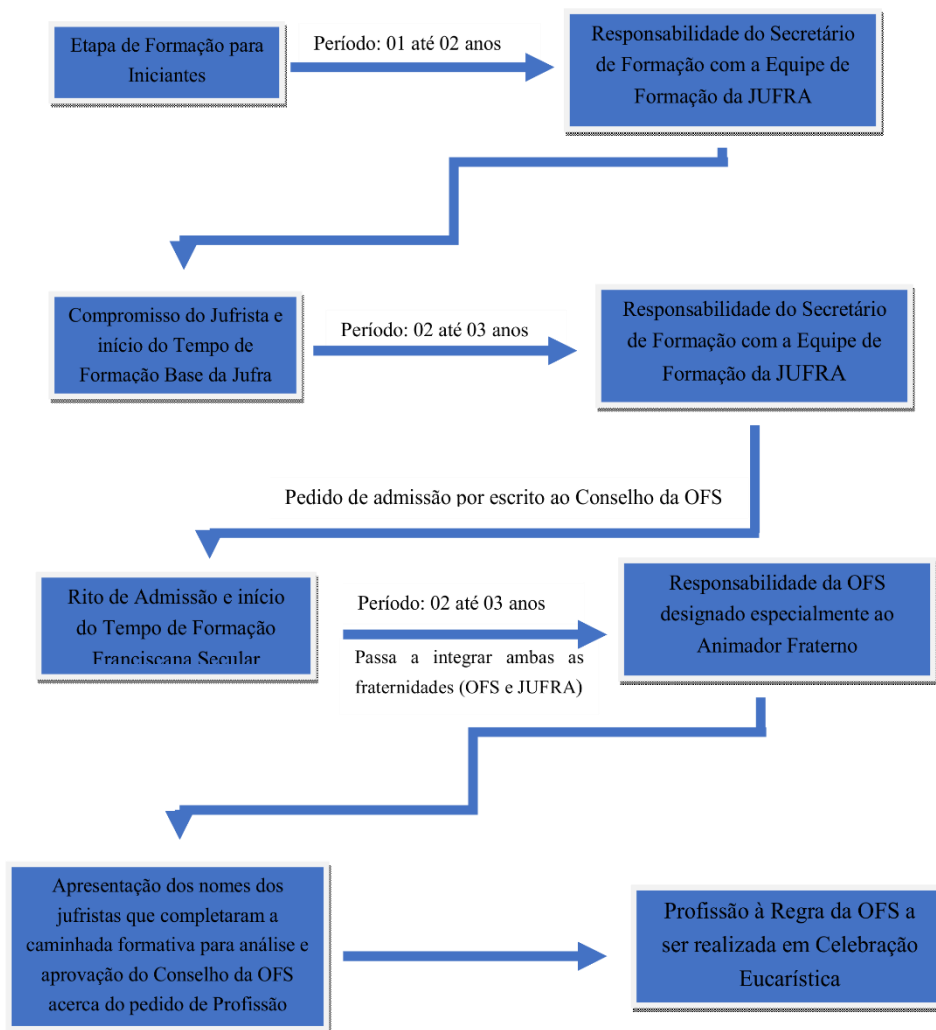 Etapa de Formação para
Iniciantes
Período: 01 até 02 anos
Responsabilidade do Secretário
de Formação com a Equipe de
Formação da JUFRA
Compromisso do Jufrista e
início do Tempo de
Formação Base da Jufra
Período: 02 até 03 anos
Responsabilidade do Secretário
de Formação com a Equipe de
Formação da JUFRA
Pedido de admissão por escrito ao Conselho da OFS
Rito de Admissão e início
do Tempo de Formação
Franciscana Secular
Período: 02 até 03 anos
Passa a integrar ambas as
fraternidades (OFS e JUFRA)
Responsabilidade da OFS
designado especialmente ao
Animador Fraterno
Apresentação dos nomes dos
jufristas que completaram a
caminhada formativa para análise e
aprovação do Conselho da OFS
acerca do pedido de Profissão
Profissão à Regra da OFS a
ser realizada em Celebração
Eucarística